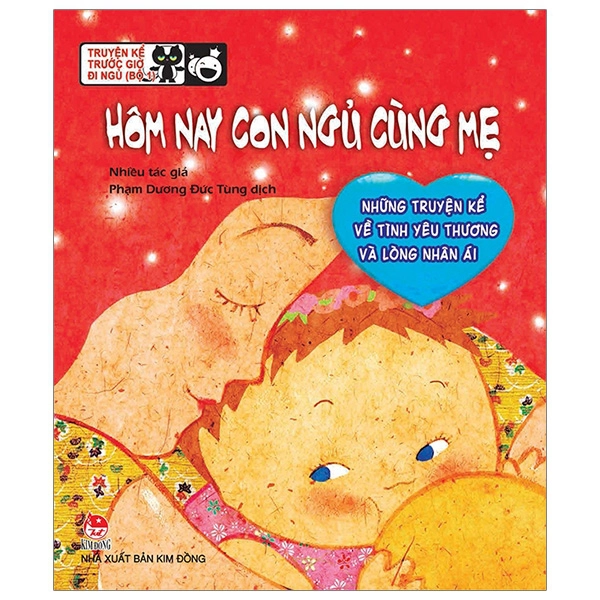 TRUYỆN KỂ
TRƯỚC GIỜ
ĐI NGỦ (BỘ 1)
HÔM NAY CON NGỦ CÙNG MẸ
Nhiều tác giả
Phạm Dương Đức Tùng dịch
NHỮNG TRUYỆN KỂ
VỀ TÌNH YÊU THƯƠNG
VÀ LÒNG NHÂN ÁI
KIM ĐỒNG
NHÀ XUẤT BẢN KIM ĐỒNG